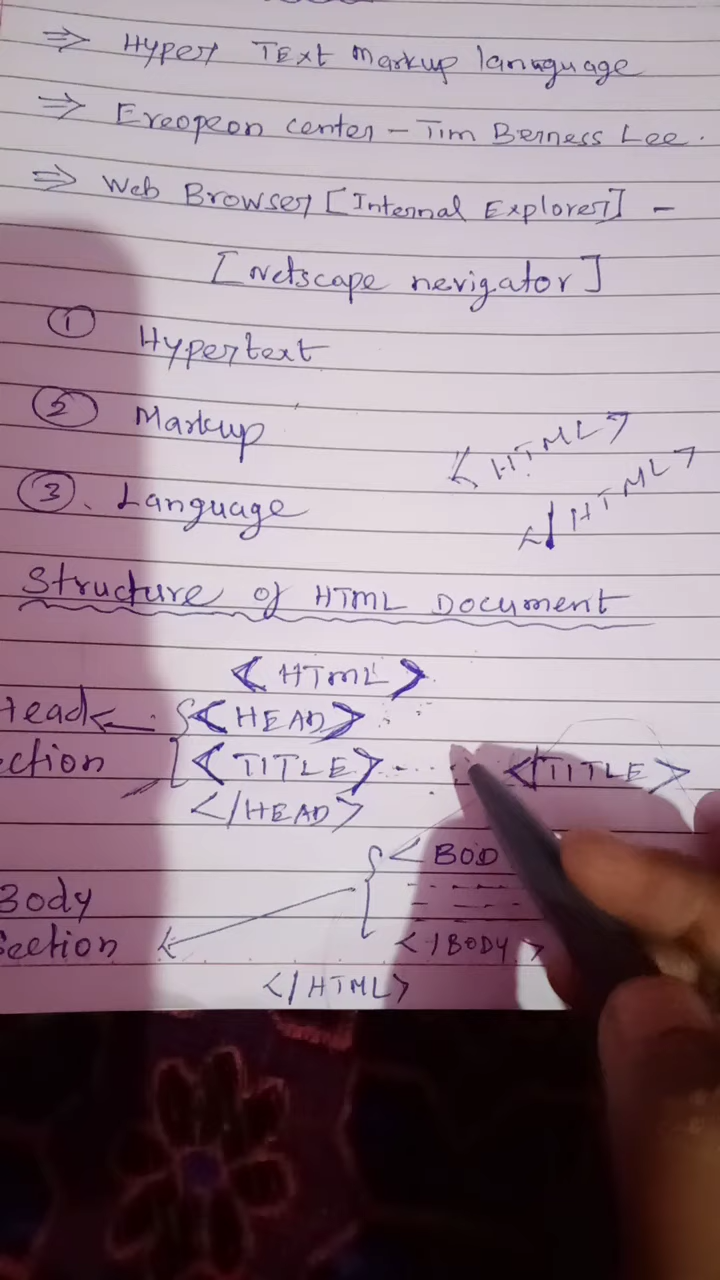 ⇒ Hyper TExt Markup lanuguage
⇒ Ereopeon center - Tim Berness Lee.
⇒ Web Browser [Internal Explorer] -
[Netscape nevigator]
① Hypertext
② Markup
③. Language
<HTML>
</HTML>
Structure of HTML Document
<HTML>
Head <HEAD>
ction <TITLE> </TITLE>
</HEAD>
<BOD
Body
Section </BODY>
</HTML>